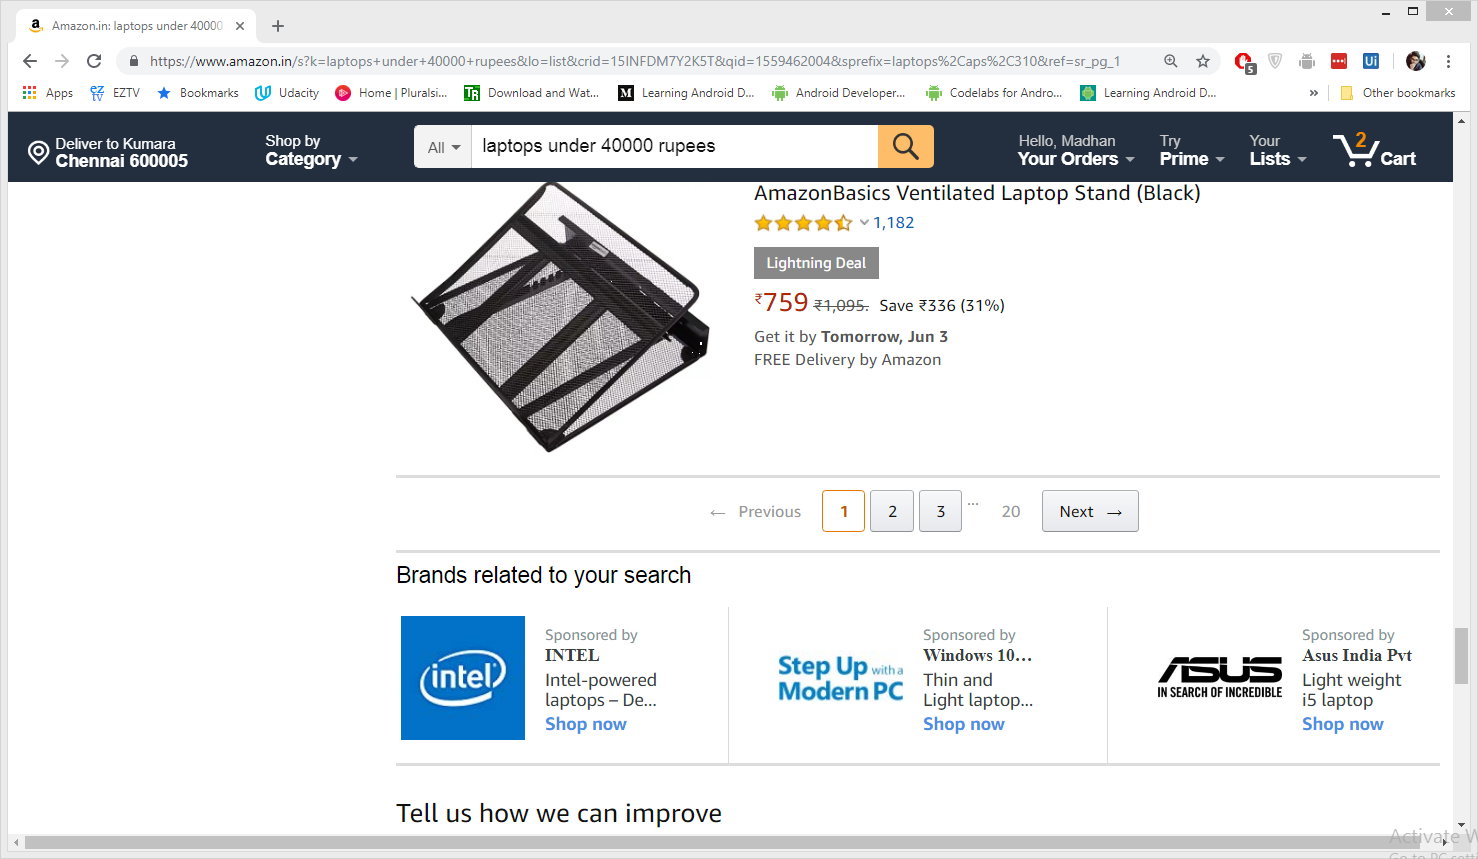 Amazon.in: laptops under 40000
https://www.amazon.in/s?k=laptops+under+40000+rupees&lo=list&crid=15INFDM7Y2K5T&qid=1559462004&sprefix=laptops%2Caps%2C310&ref=sr_pg_1
5
Ui
Apps
EZTV
Bookmarks
Udacity
Home | Pluralsi...
Download and Wat...
Learning Android D...
Android Developer...
Codelabs for Andro...
Learning Android D...
Other bookmarks
Deliver to Kumara
Chennai 600005
Shop by
Category
All
laptops under 40000 rupees
Hello, Madhan
Your Orders
Try
Prime
Your
Lists
2
Cart
AmazonBasics Ventilated Laptop Stand (Black)
1,182
Lightning Deal
₹759 ₹1,095. Save ₹336 (31%)
Get it by Tomorrow, Jun 3
FREE Delivery by Amazon
← Previous 1 2 3 ... 20 Next →
Brands related to your search
intel
Sponsored by
INTEL
Intel-powered
laptops – De...
Shop now
Step Up with a
Modern PC
Sponsored by
Windows 10...
Thin and
Light laptop...
Shop now
ASUS
IN SEARCH OF INCREDIBLE
Sponsored by
Asus India Pvt
Light weight
i5 laptop
Shop now
Tell us how we can improve
Activate W